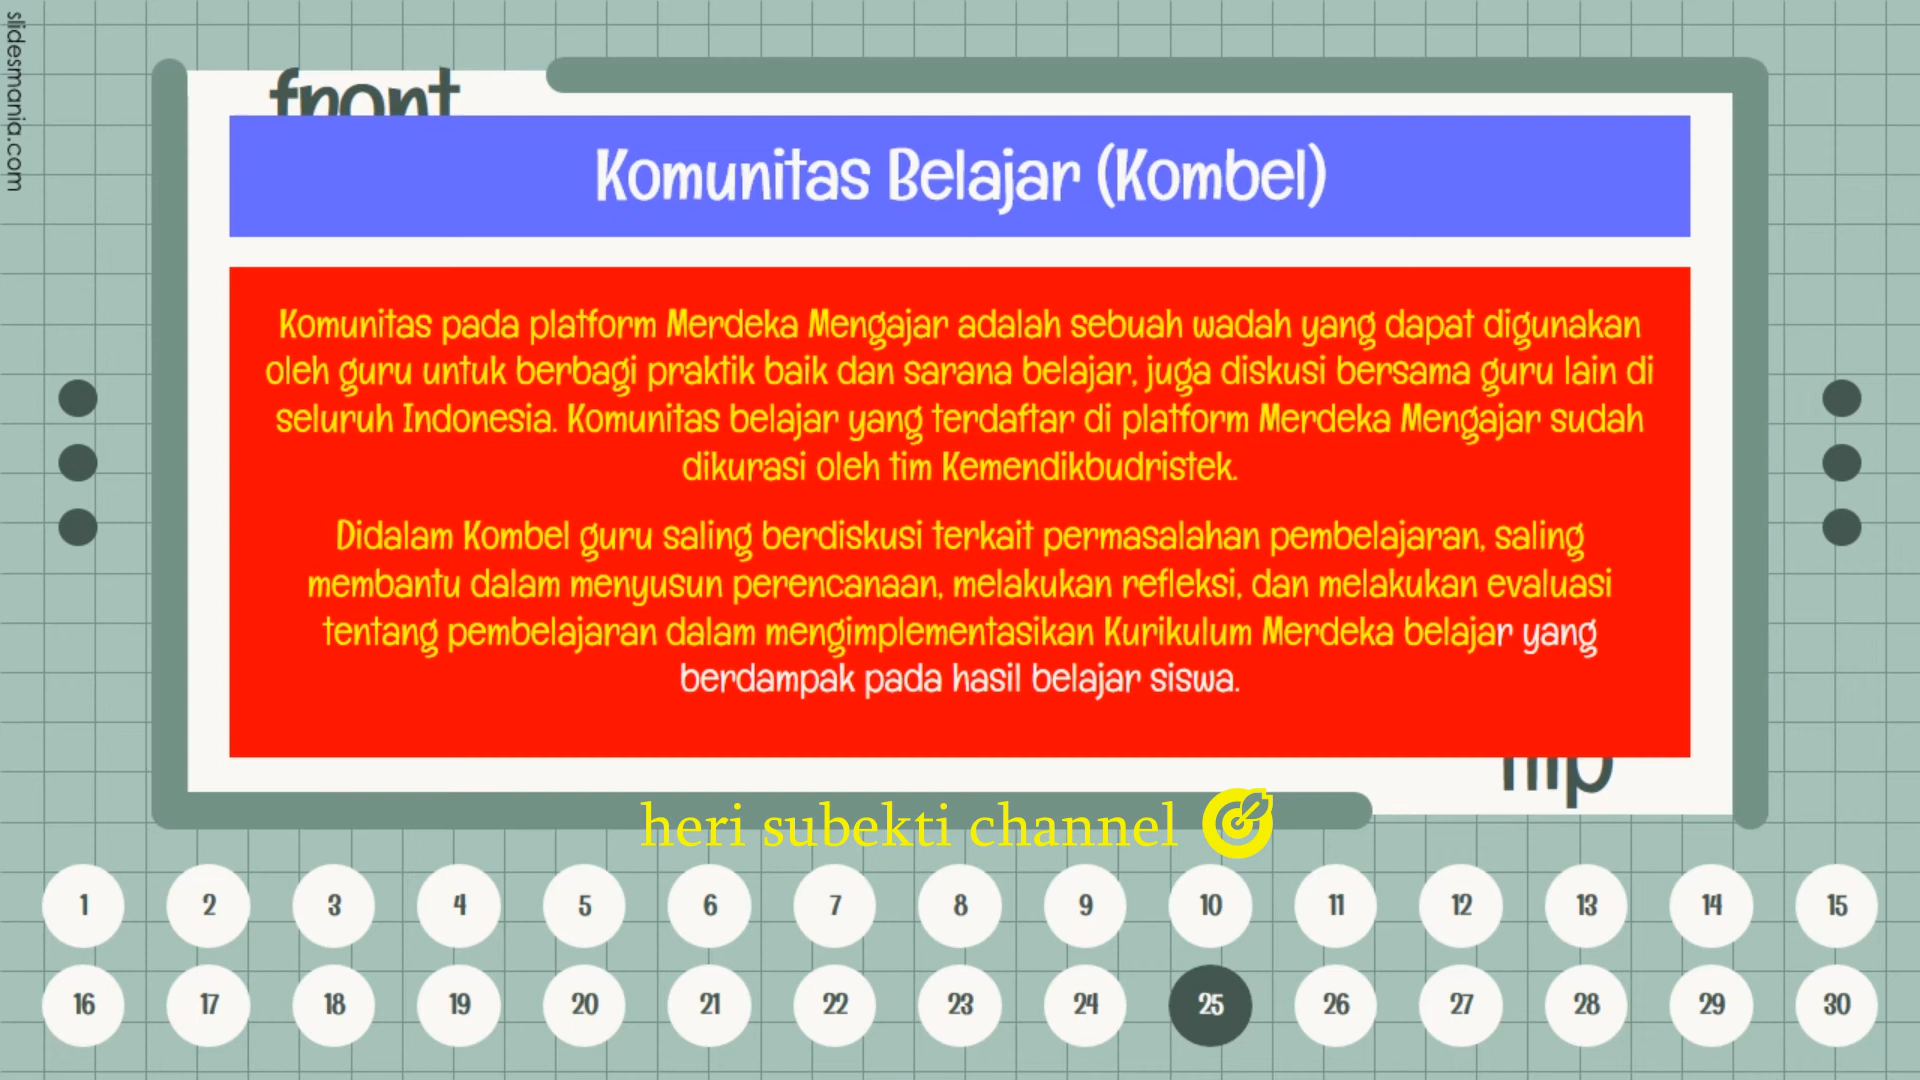 slidesmania.com
front
Komunitas Belajar (Kombel)
Komunitas pada platform Merdeka Mengajar adalah sebuah wadah yang dapat digunakan
oleh guru untuk berbagi praktik baik dan sarana belajar, juga diskusi bersama guru lain di
seluruh Indonesia. Komunitas belajar yang terdaftar di platform Merdeka Mengajar sudah
dikurasi oleh tim Kemendikbudristek.
Didalam Kombel guru saling berdiskusi terkait permasalahan pembelajaran, saling
membantu dalam menyusun perencanaan, melakukan refleksi, dan melakukan evaluasi
tentang pembelajaran dalam mengimplementasikan Kurikulum Merdeka belajar yang
berdampak pada hasil belajar siswa.
flip
heri subekti channel
1 2 3 4 5 6 7 8 9 10 11 12 13 14 15
16 17 18 19 20 21 22 23 24 25 26 27 28 29 30